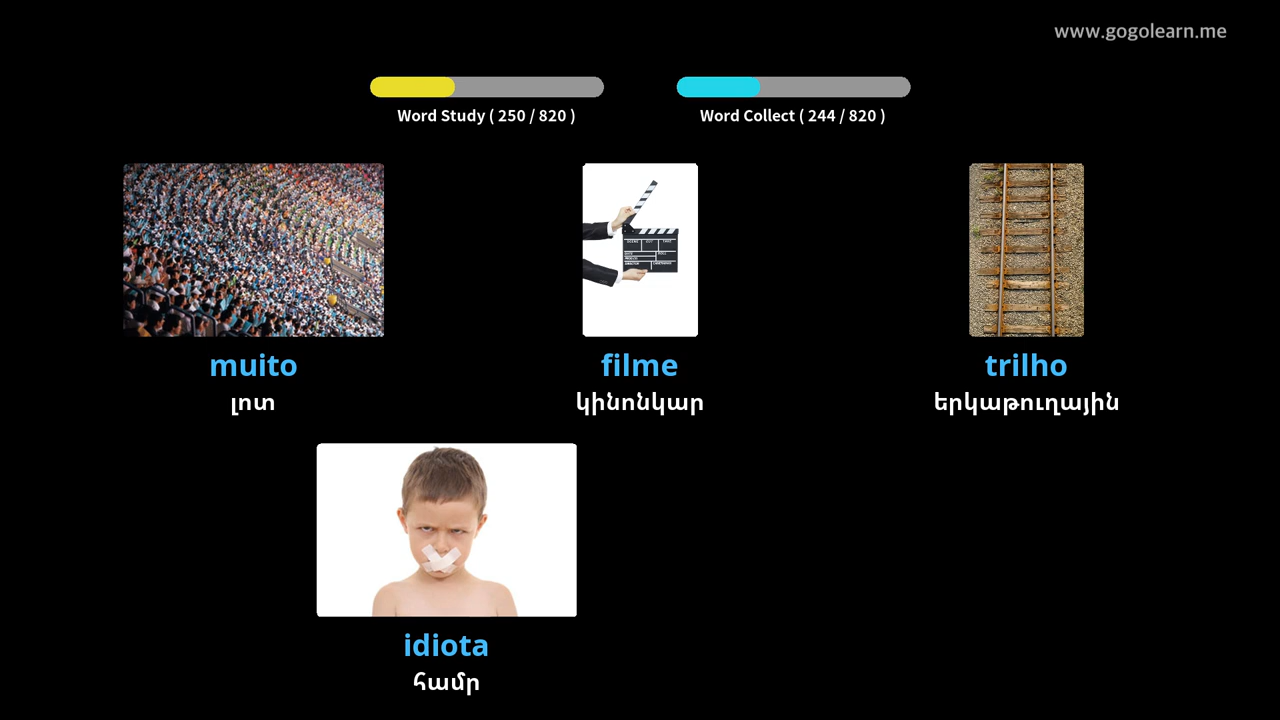 www.gogolearn.me
Word Study ( 250 / 820 )
Word Collect ( 244 / 820 )
muito
լոտ
filme
կինոնկար
trilho
երկաթուղային
idiota
համր